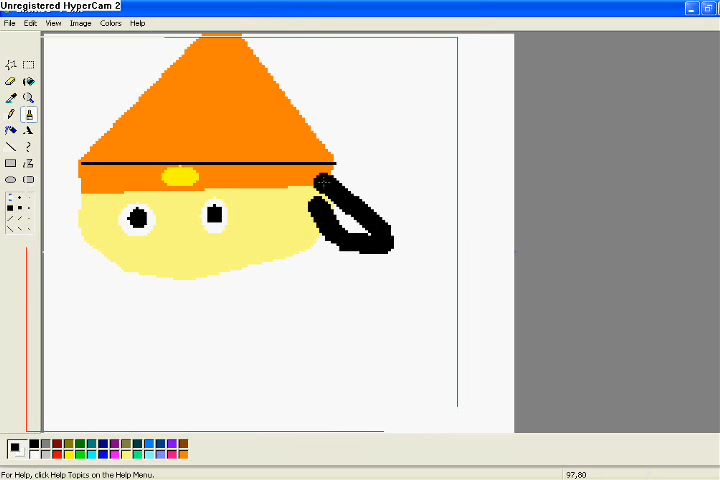 Unregistered HyperCam 2
File Edit View Image Colors Help
A
For Help, click Help Topics on the Help Menu.
97,80